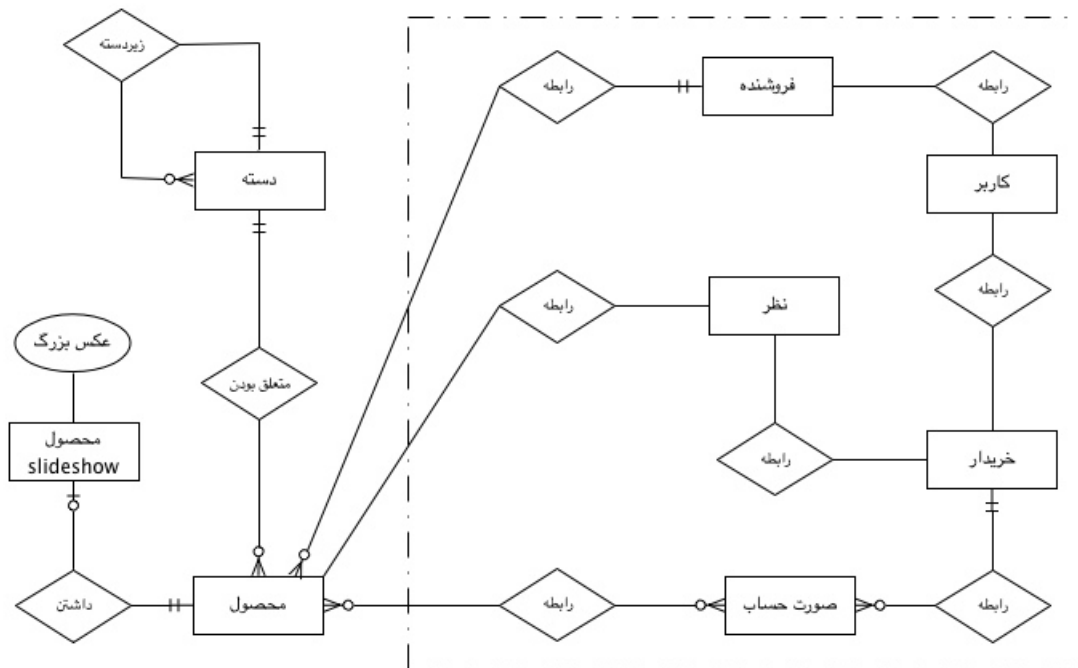 زیردسته
رابطه
فروشنده
رابطه
دسته
کاربر
رابطه
نظر
رابطه
عکس بزرگ
متعلق بودن
محصول
slideshow
رابطه
خریدار
داشتن
محصول
رابطه
صورت حساب
رابطه